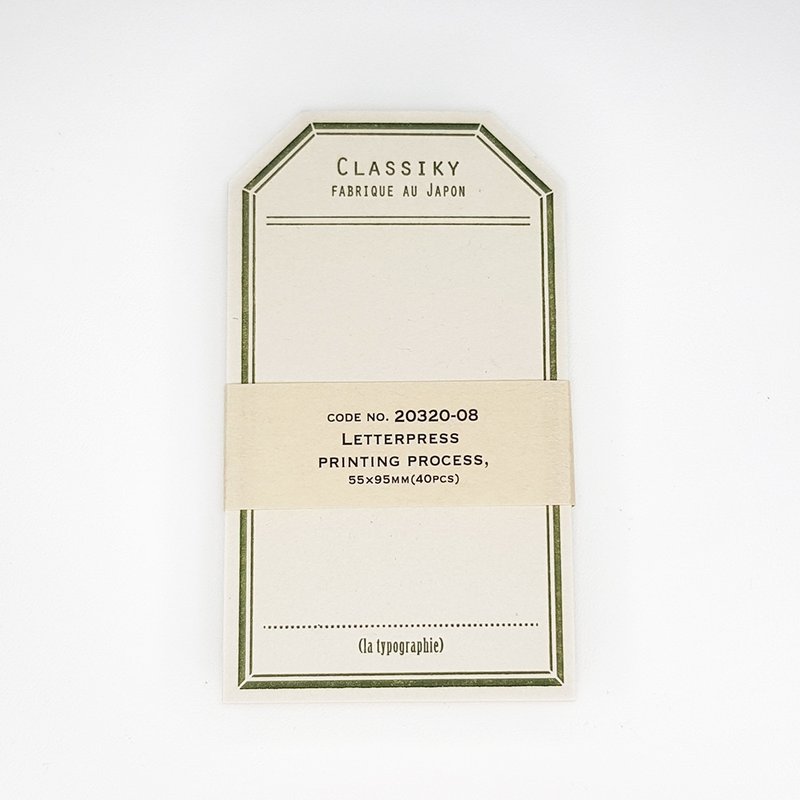 CLASSIKY
FABRIQUE AU JAPON
CODE NO. 20320-08
LETTERPRESS
PRINTING PROCESS,
55×95MM(40PCS)
(la typographie)